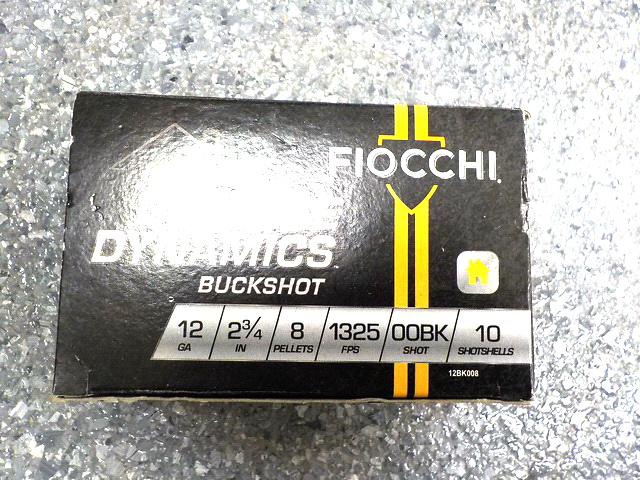 FIOCCHI
DYNAMICS
BUCKSHOT
12 2¾ 8 1325 00BK 10
GA IN PELLETS FPS SHOT SHOTSHELLS
12BK008